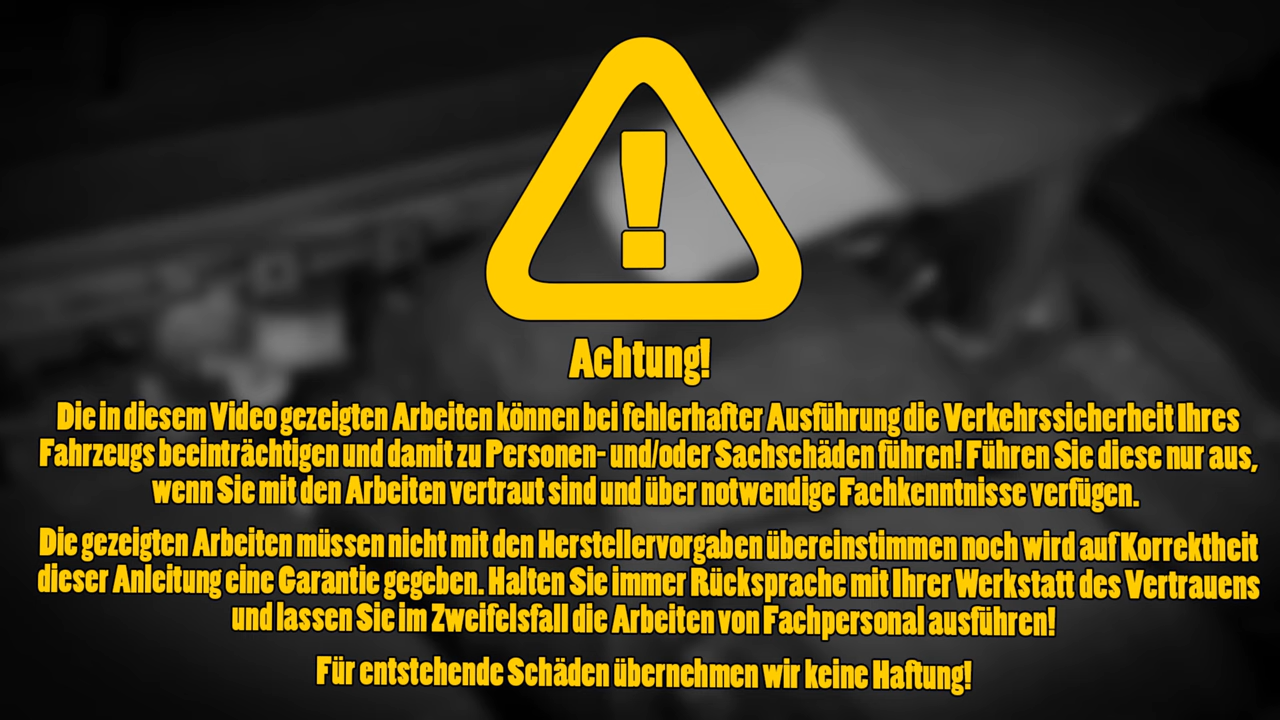 Achtung!
Die in diesem Video gezeigten Arbeiten können bei fehlerhafter Ausführung die Verkehrssicherheit Ihres
Fahrzeugs beeinträchtigen und damit zu Personen- und/oder Sachschäden führen! Führen Sie diese nur aus,
wenn Sie mit den Arbeiten vertraut sind und über notwendige Fachkenntnisse verfügen.
Die gezeigten Arbeiten müssen nicht mit den Herstellervorgaben übereinstimmen noch wird auf Korrektheit
dieser Anleitung eine Garantie gegeben. Halten Sie immer Rücksprache mit Ihrer Werkstatt des Vertrauens
und lassen Sie im Zweifelsfall die Arbeiten von Fachpersonal ausführen!
Für entstehende Schäden übernehmen wir keine Haftung!